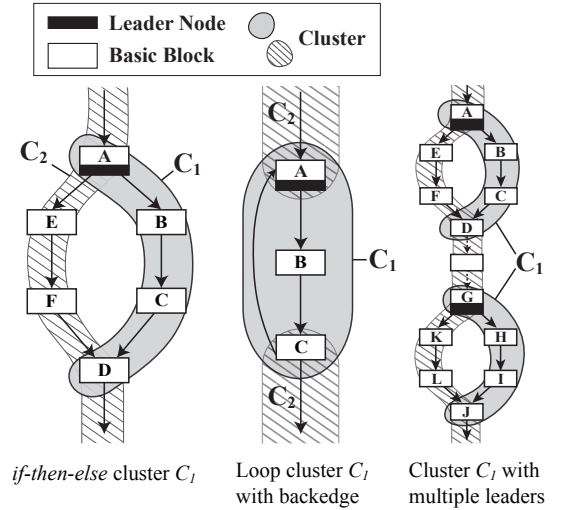 Leader Node
Basic Block
Cluster
C2
A
C1
E
B
F
C
D
if-then-else cluster C1
C2
A
B
C1
C
C2
Loop cluster C1
with backedge
A
E
B
F
C
D
C1
G
K
H
L
I
J
Cluster C1 with
multiple leaders